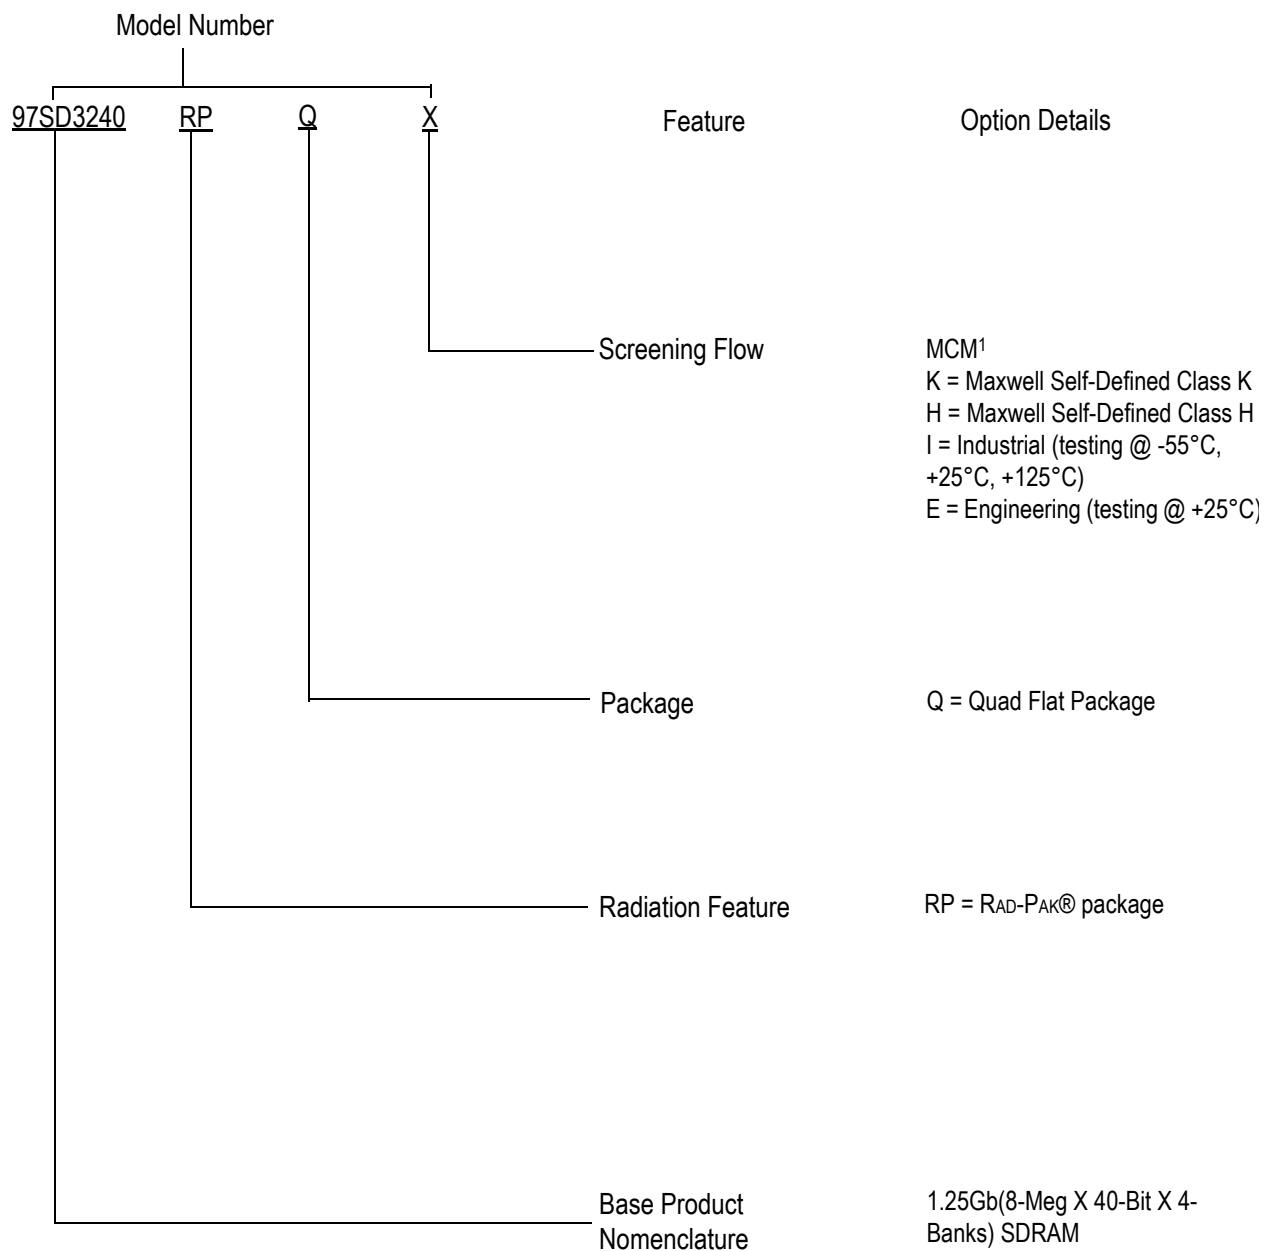 Model Number
97SD3240 RP Q X Feature Option Details
Screening Flow MCM¹
K = Maxwell Self-Defined Class K
H = Maxwell Self-Defined Class H
I = Industrial (testing @ -55°C,
+25°C, +125°C)
E = Engineering (testing @ +25°C)
Package Q = Quad Flat Package
Radiation Feature RP = RAD-PAK® package
Base Product 1.25Gb(8-Meg X 40-Bit X 4-
Nomenclature Banks) SDRAM